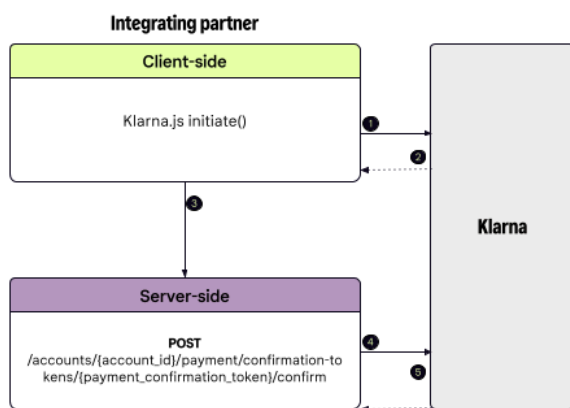 Integrating partner
Client-side
Klarna.js initiate()
1
2
3
Klarna
Server-side
POST
/accounts/{account_id}/payment/confirmation-to
kens/{payment_confirmation_token}/confirm
4
5